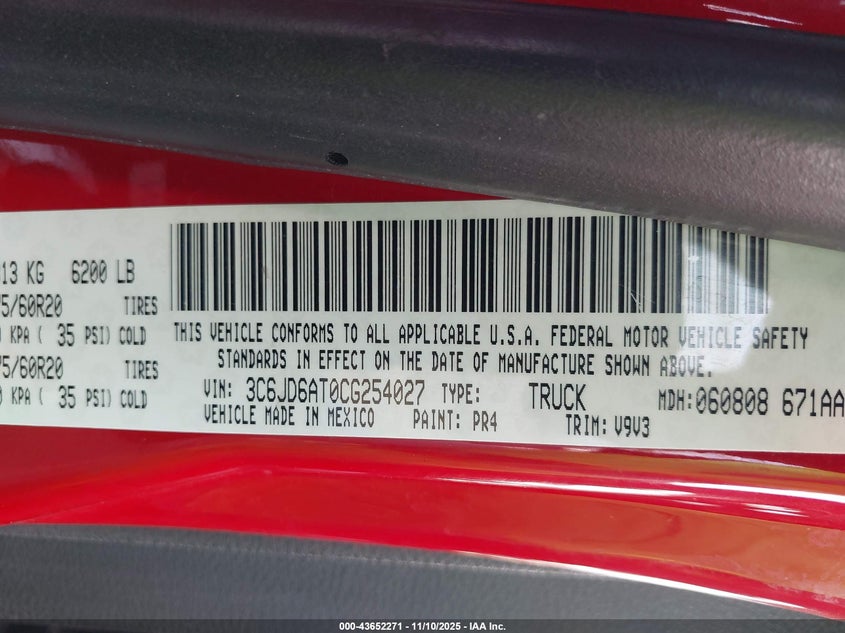 13 KG 6200 LB
5/60R20 TIRES
KPA ( 35 PSI) COLD
5/60R20 TIRES
KPA ( 35 PSI) COLD
THIS VEHICLE CONFORMS TO ALL APPLICABLE U.S.A. FEDERAL MOTOR VEHICLE SAFETY
STANDARDS IN EFFECT ON THE DATE OF MANUFACTURE SHOWN ABOVE.
VIN: 3C6JD6AT0CG254027 TYPE: TRUCK MDH: 060808 671AA
VEHICLE MADE IN MEXICO PAINT: PR4 TRIM: V9V3
000-43652271 - 11/10/2025 - IAA Inc.